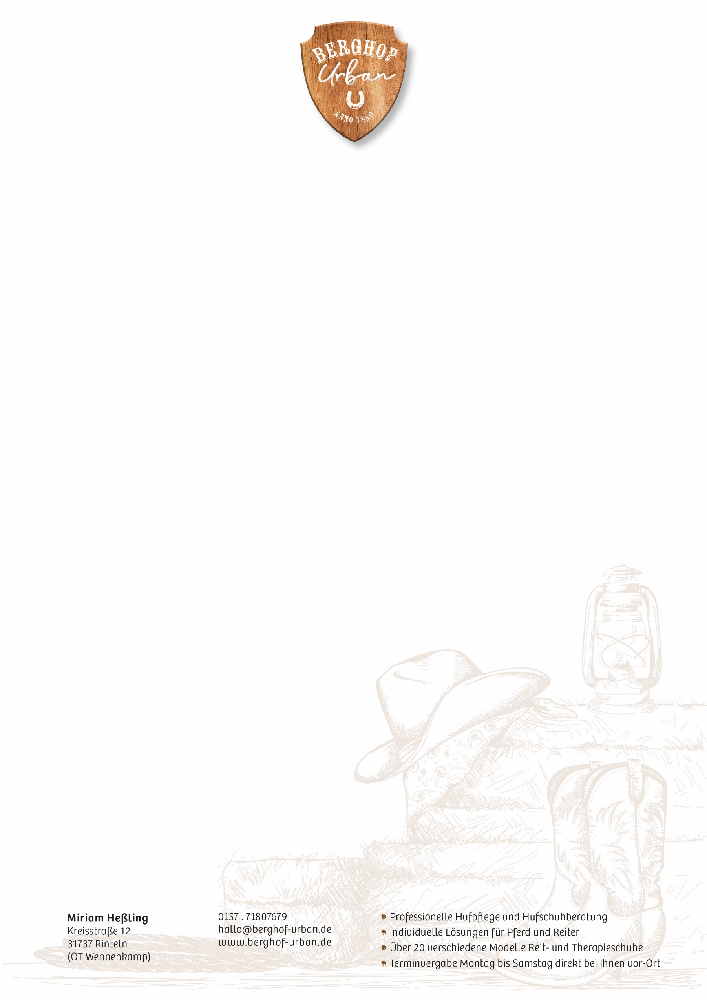 BERGHOF
Urban
ANNO 1880
Miriam Heßling
Kreisstraße 12
31737 Rinteln
(OT Wennenkamp)
0157 . 71807679
hallo@berghof-urban.de
www.berghof-urban.de
Professionelle Hufpflege und Hufschuhberatung
Individuelle Lösungen für Pferd und Reiter
Über 20 verschiedene Modelle Reit- und Therapieschuhe
Terminvergabe Montag bis Samstag direkt bei Ihnen vor-Ort